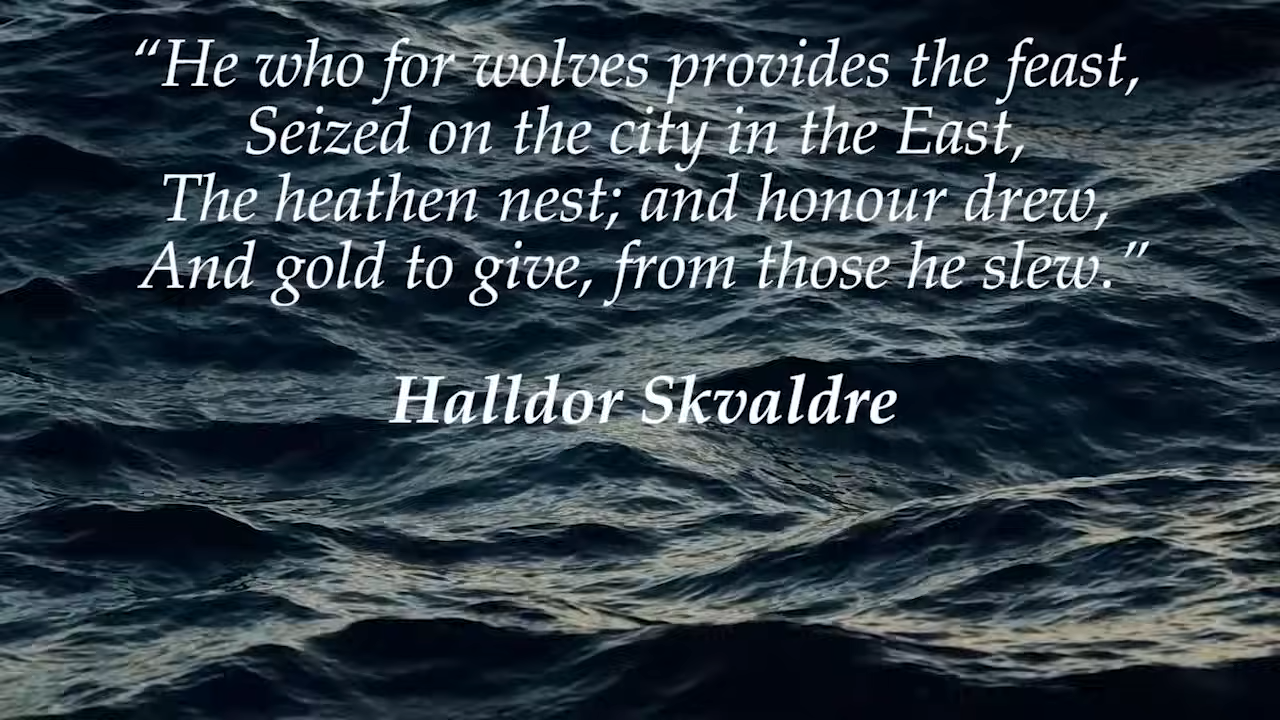 “He who for wolves provides the feast,
Seized on the city in the East,
The heathen nest; and honour drew,
And gold to give, from those he slew.”
Halldor Skvaldre